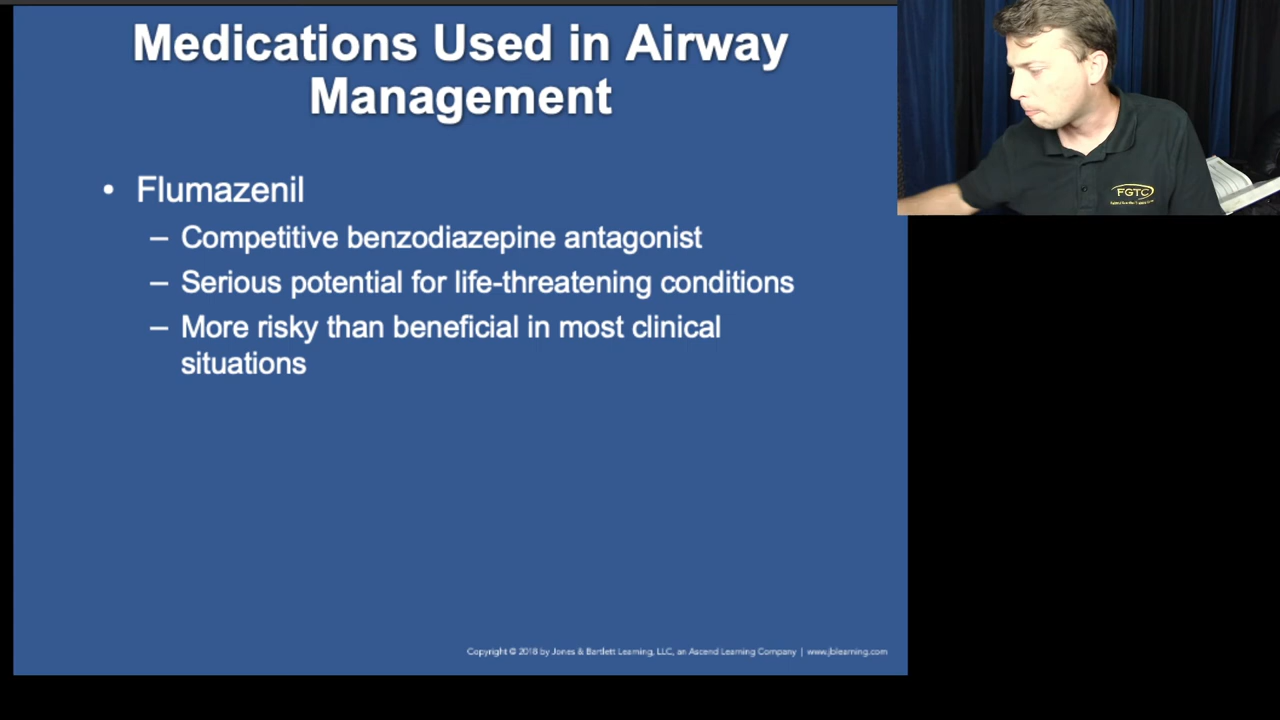 Medications Used in Airway
Management
• Flumazenil
– Competitive benzodiazepine antagonist
– Serious potential for life-threatening conditions
– More risky than beneficial in most clinical
situations
Copyright © 2018 by Jones & Bartlett Learning, LLC, an Ascend Learning Company | www.jblearning.com
FGTC